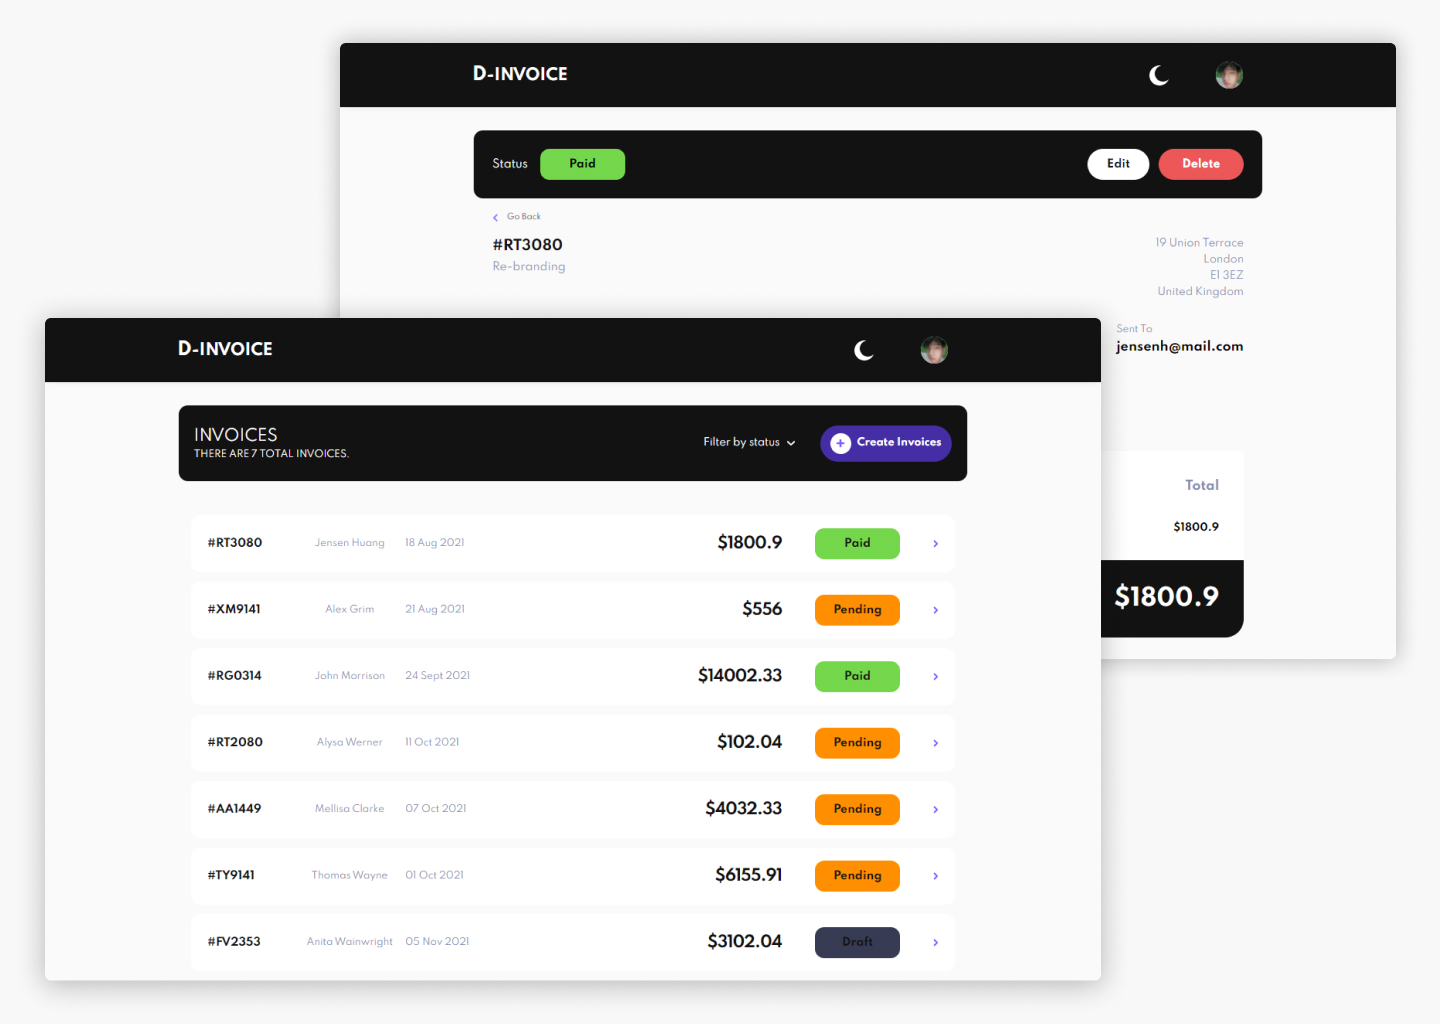 D-INVOICE
Status Paid Edit Delete
Go Back
#RT3080
Re-branding
19 Union Terrace
London
E1 3EZ
United Kingdom
Sent To
jensenh@mail.com
Total
$1800.9
$1800.9
D-INVOICE
INVOICES
THERE ARE 7 TOTAL INVOICES.
Filter by status
Create Invoices
#RT3080 Jensen Huang 18 Aug 2021 $1800.9 Paid
#XM9141 Alex Grim 21 Aug 2021 $556 Pending
#RG0314 John Morrison 24 Sept 2021 $14002.33 Paid
#RT2080 Alysa Werner 11 Oct 2021 $102.04 Pending
#AA1449 Mellisa Clarke 07 Oct 2021 $4032.33 Pending
#TY9141 Thomas Wayne 01 Oct 2021 $6155.91 Pending
#FV2353 Anita Wainwright 05 Nov 2021 $3102.04 Draft